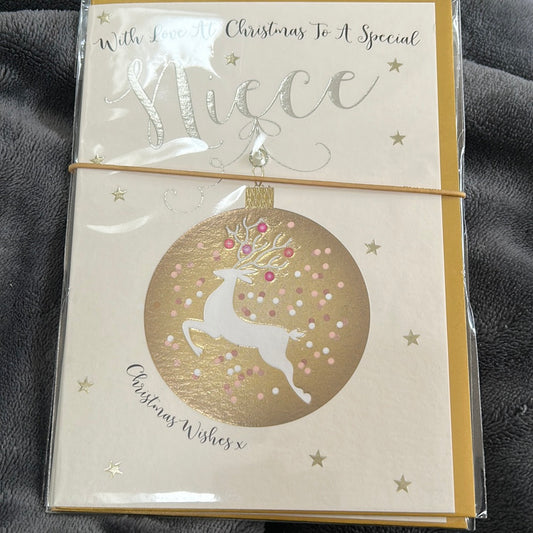 With Love At Christmas To A Special
Niece
Christmas Wishes x